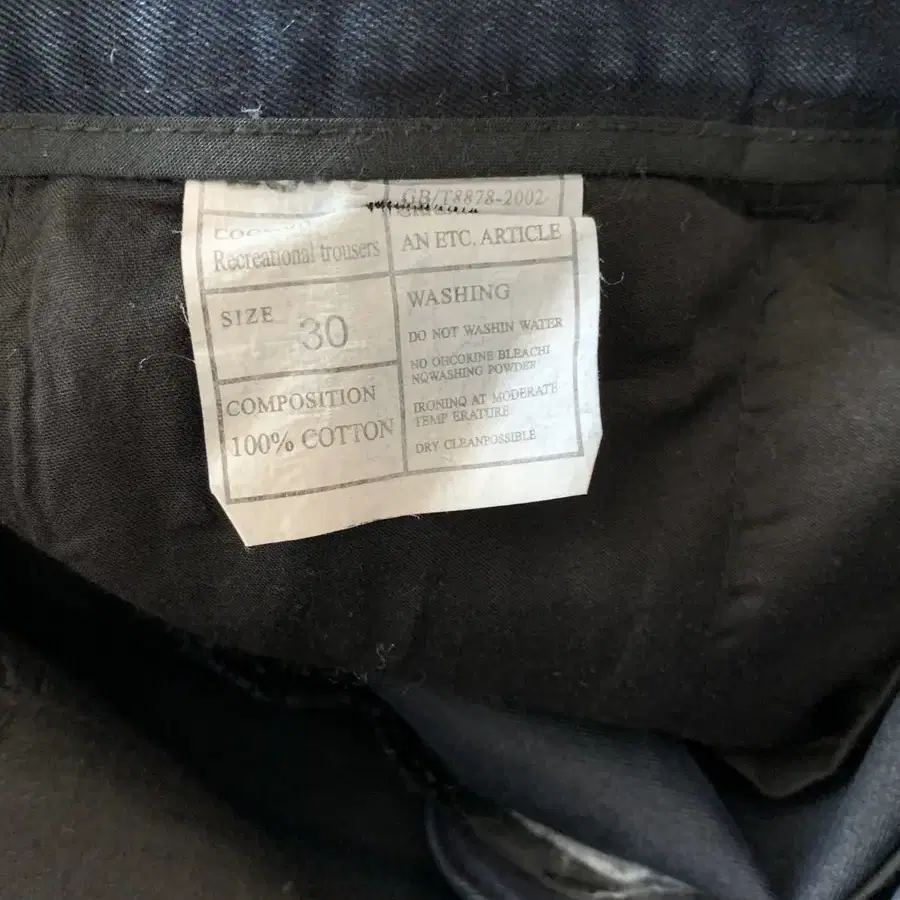 GB/T8878-2002
Recreational trousers
AN ETC. ARTICLE
SIZE
30
COMPOSITION
100% COTTON
WASHING
DO NOT WASHIN WATER
NO OHCORINE BLEACHI
NQWASHING POWDER
IRONINQ AT MODERATE
TEMP ERATURE
DRY CLEANPOSSIBLE